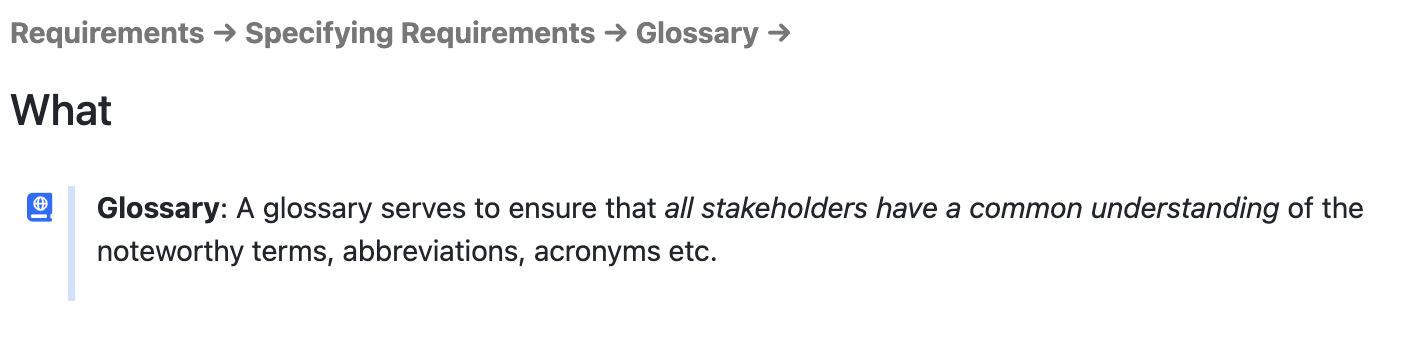 Requirements → Specifying Requirements → Glossary →
What
Glossary: A glossary serves to ensure that all stakeholders have a common understanding of the
noteworthy terms, abbreviations, acronyms etc.